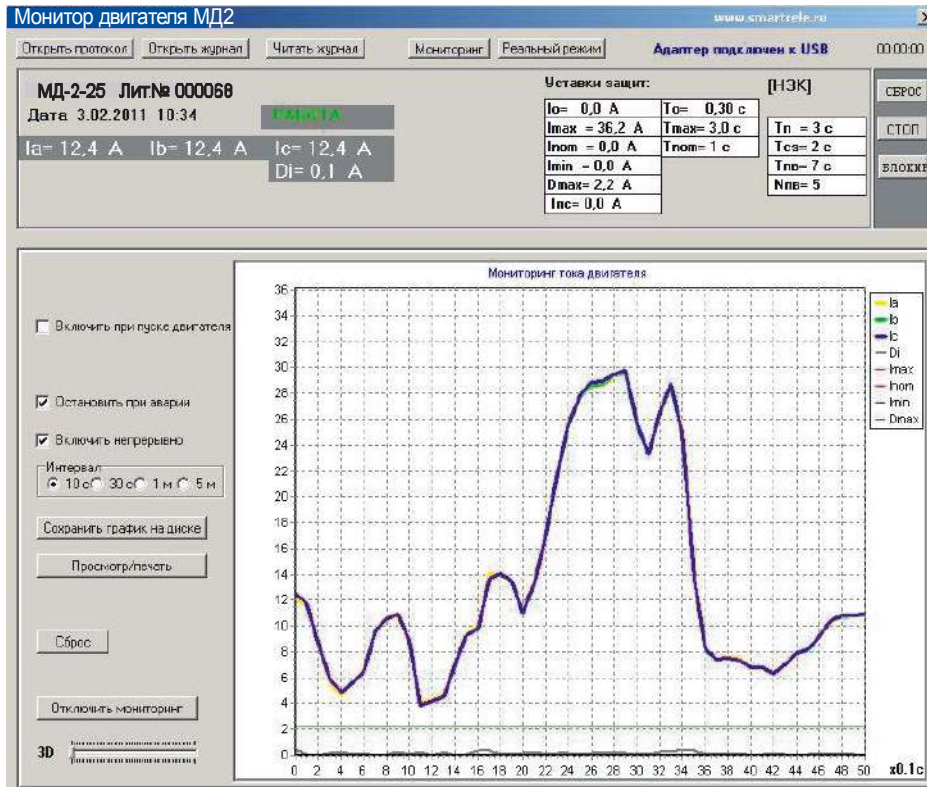 Монитор двигателя МД2
www.smartrele.ru
Открыть протокол Открыть журнал Читать журнал Мониторинг Реальный режим Адаптер подключен к USB 00:00:00
МД-2-25 Лит№ 000068
Дата 3.02.2011 10:34
Ia= 12,4 A Ib= 12,4 A Ic= 12,4 A
Di= 0,1 A
Уставки защит: [НЗК]
Io= 0,0 A To= 0,30 c
Imax = 36,2 A Tmax= 3,0 c Tп = 3 c
Inom = 0,0 A Tnom= 1 c Tсз= 2 c
Imin = 0,0 A Tпв= 7 c
Dmax= 2,2 A Nпв= 5
Inc= 0,0 A
СБРОС
СТОП
БЛОКИР
Мониторинг тока двигателя
Включить при пуске двигателя
Остановить при аварии
Включить непрерывно
Интервал
10 с 30 с 1 м 5 м
Сохранить график на диске
Просмотр/печать
Сброс
Отключить мониторинг
3D
36
34
32
30
28
26
24
22
20
18
16
14
12
10
8
6
4
2
0
0 2 4 6 8 10 12 14 16 18 20 22 24 26 28 30 32 34 36 38 40 42 44 46 48 50 x0.1c
Ia
Ib
Ic
Di
Imax
Inom
Imin
Dmax